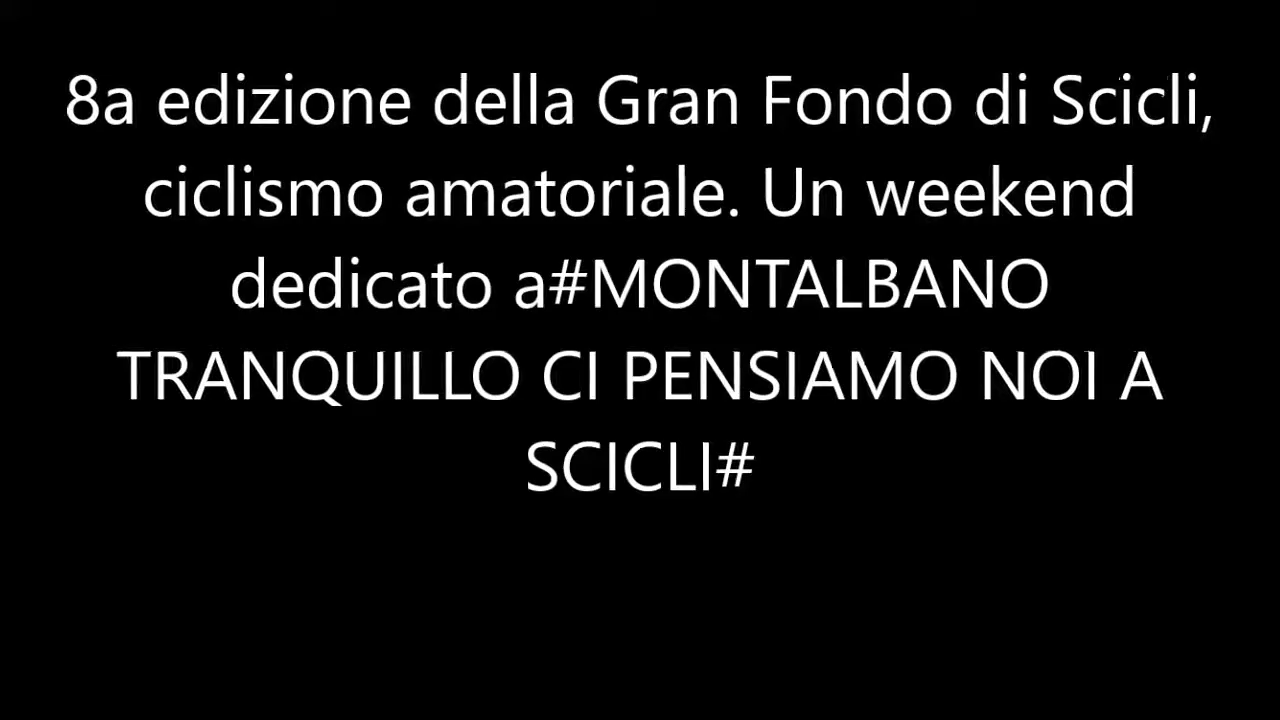 8a edizione della Gran Fondo di Scicli,
ciclismo amatoriale. Un weekend
dedicato a#MONTALBANO
TRANQUILLO CI PENSIAMO NOI A
SCICLI#